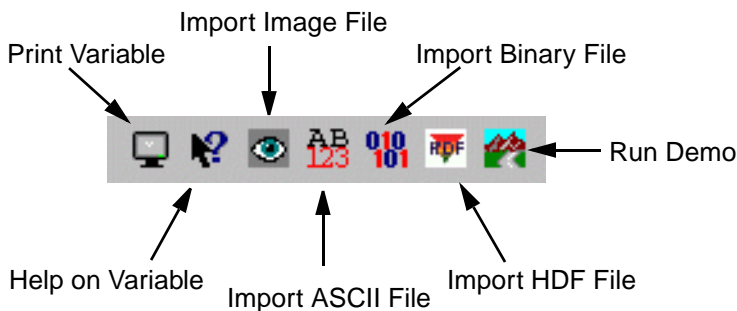 Import Image File
Print Variable
Import Binary File
?
AB
123
010
101
HDF
Run Demo
Help on Variable
Import HDF File
Import ASCII File